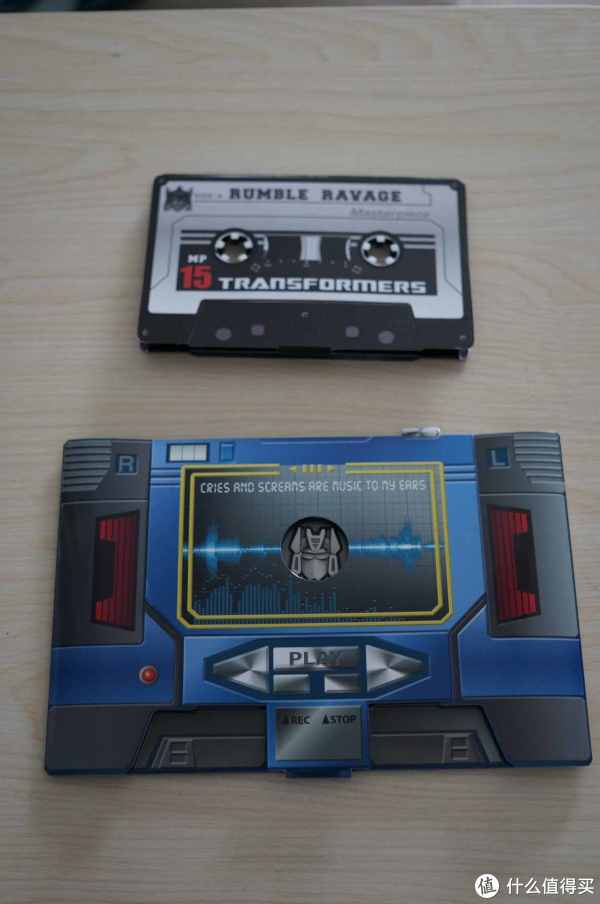 RUMBLE RAVAGE
Masterpiece
MP
15 TRANSFORMERS
R
L
CRIES AND SCREAMS ARE MUSIC TO MY EARS
PLAY
▲REC ▲STOP
值 什么值得买